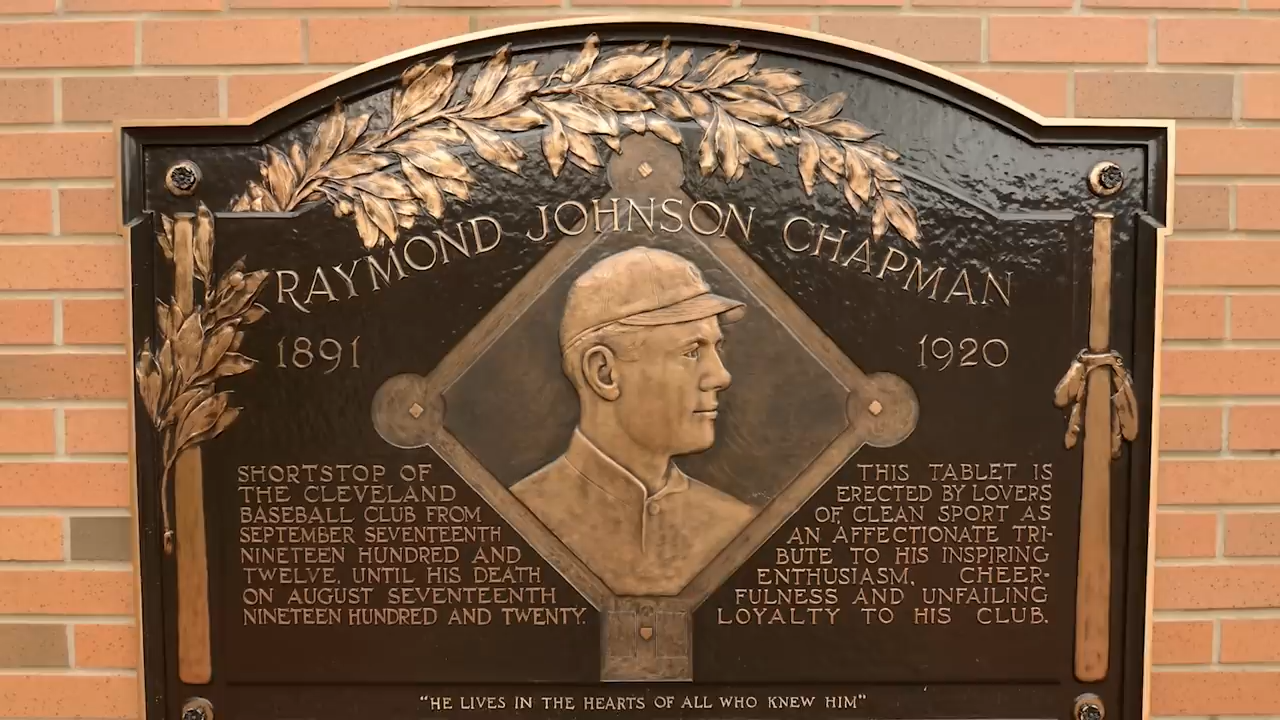 RAYMOND JOHNSON CHAPMAN
1891
1920
SHORTSTOP OF
THE CLEVELAND
BASEBALL CLUB FROM
SEPTEMBER SEVENTEENTH
NINETEEN HUNDRED AND
TWELVE, UNTIL HIS DEATH
ON AUGUST SEVENTEENTH
NINETEEN HUNDRED AND TWENTY.
THIS TABLET IS
ERECTED BY LOVERS
OF CLEAN SPORT AS
AN AFFECTIONATE TRI-
BUTE TO HIS INSPIRING
ENTHUSIASM, CHEER-
FULNESS AND UNFAILING
LOYALTY TO HIS CLUB.
"HE LIVES IN THE HEARTS OF ALL WHO KNEW HIM"